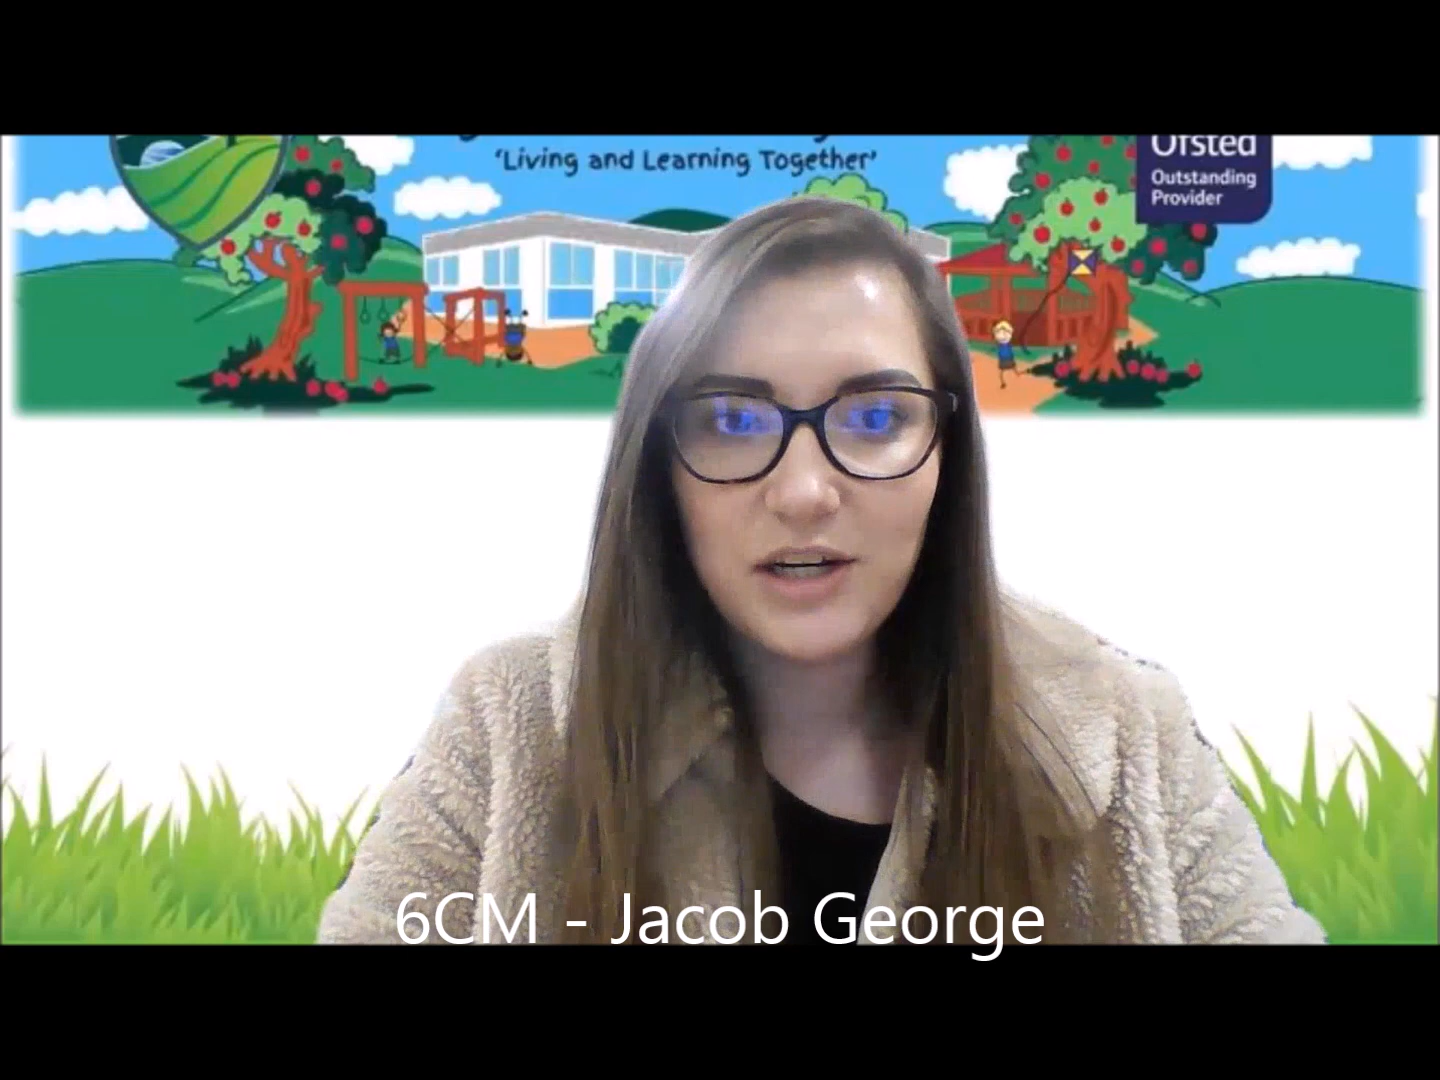 'Living and Learning Together'
Ofsted
Outstanding
Provider
6CM - Jacob George